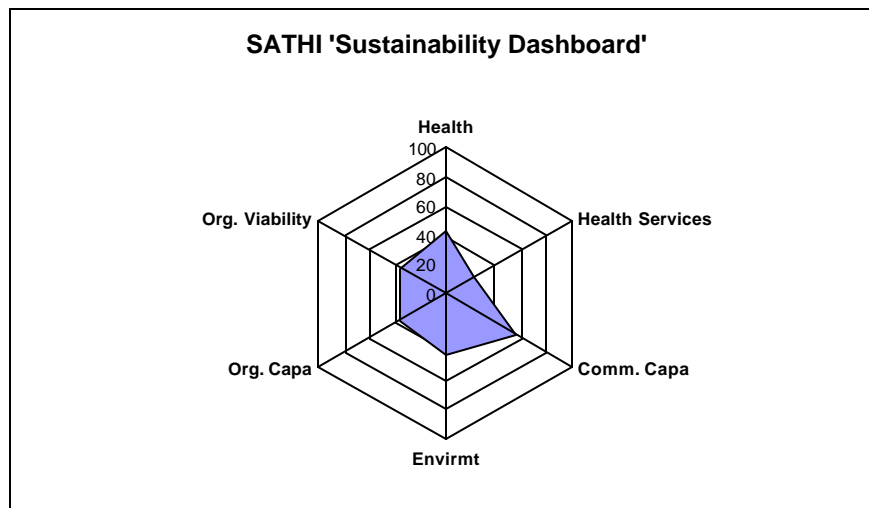 SATHI 'Sustainability Dashboard'
Health
100
80
60
40
20
0
Org. Viability
Health Services
Org. Capa
Comm. Capa
Envirmt